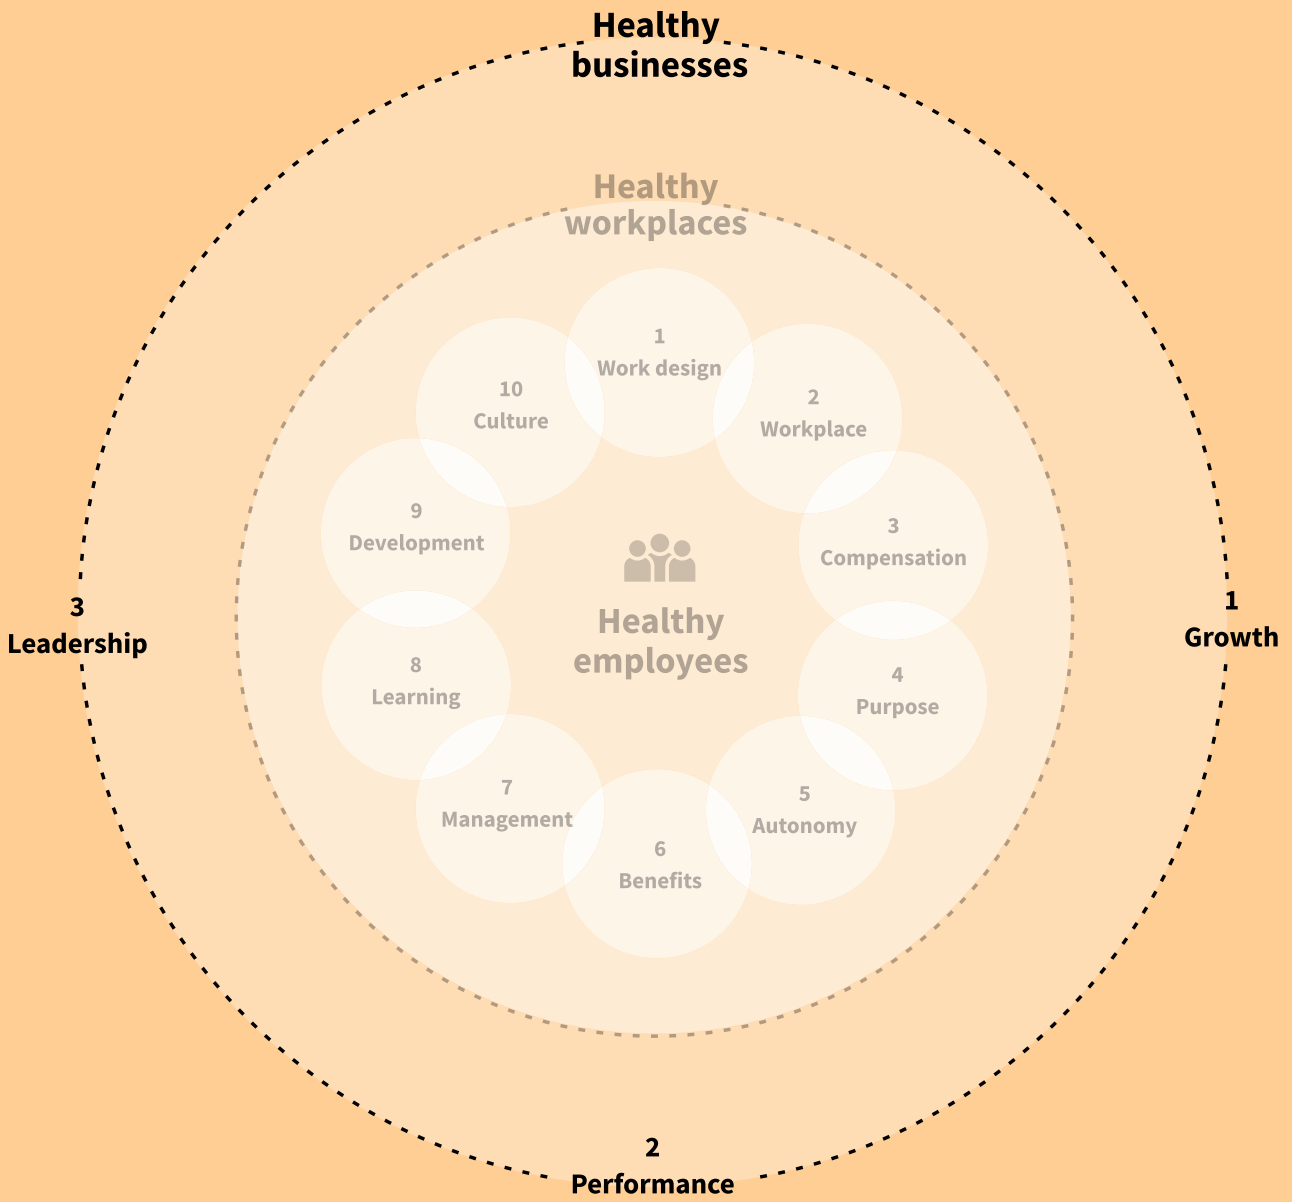 Healthy
businesses
Healthy
workplaces
1
Work design
2
Workplace
3
Compensation
4
Purpose
5
Autonomy
6
Benefits
7
Management
8
Learning
9
Development
10
Culture
Healthy
employees
1
Growth
2
Performance
3
Leadership